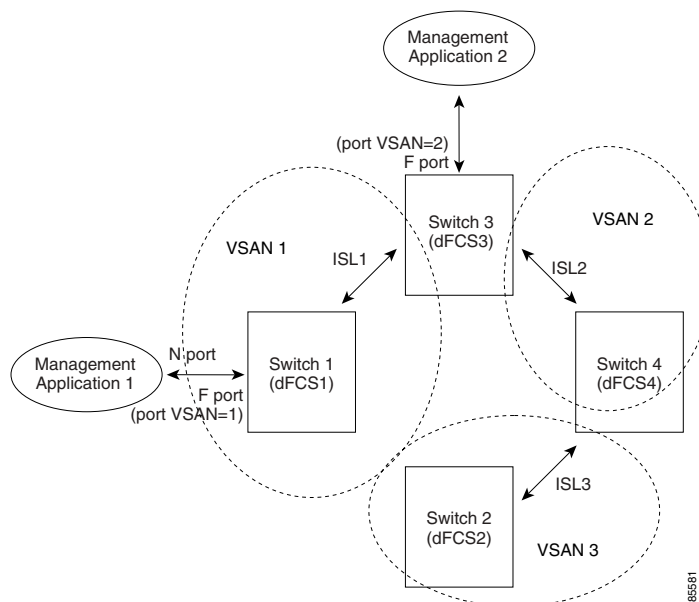 Management
Application 2
(port VSAN=2)
F port
Switch 3
(dFCS3)
VSAN 2
VSAN 1
ISL1
ISL2
Management
Application 1
N port
F port
(port VSAN=1)
Switch 1
(dFCS1)
Switch 4
(dFCS4)
ISL3
Switch 2
(dFCS2)
VSAN 3